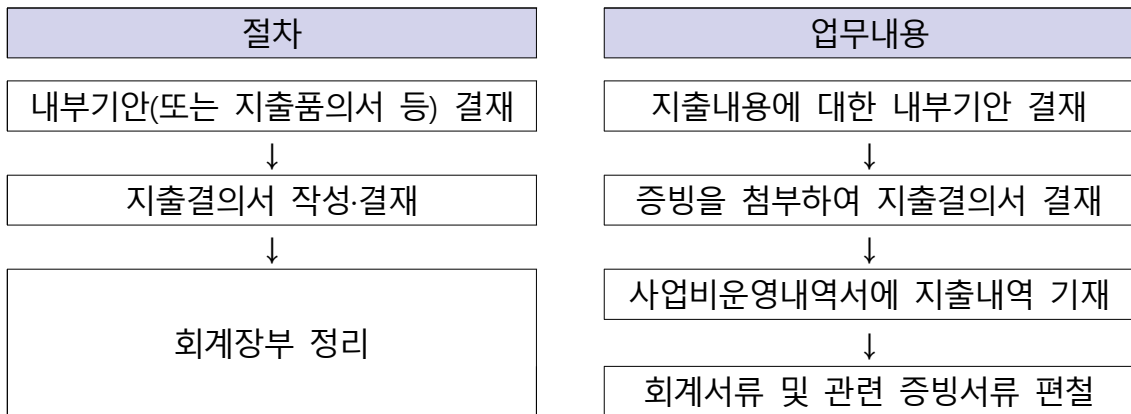 절차
업무내용
내부기안(또는 지출품의서 등) 결재
지출내용에 대한 내부기안 결재
↓
↓
지출결의서 작성·결재
증빙을 첨부하여 지출결의서 결재
↓
↓
회계장부 정리
사업비운영내역서에 지출내역 기재
↓
회계서류 및 관련 증빙서류 편철